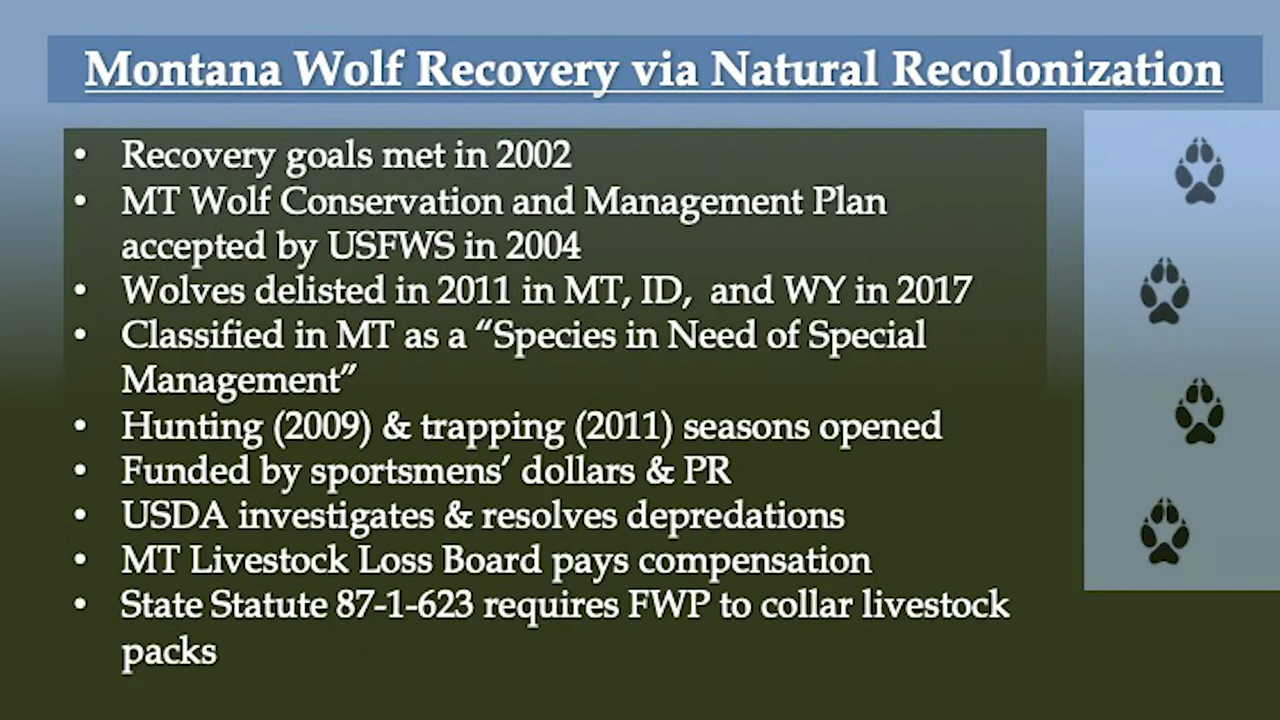 Montana Wolf Recovery via Natural Recolonization
• Recovery goals met in 2002
• MT Wolf Conservation and Management Plan
accepted by USFWS in 2004
• Wolves delisted in 2011 in MT, ID,  and WY in 2017
• Classified in MT as a “Species in Need of Special
Management”
• Hunting (2009) & trapping (2011) seasons opened
• Funded by sportsmens’ dollars & PR
• USDA investigates & resolves depredations
• MT Livestock Loss Board pays compensation
• State Statute 87-1-623 requires FWP to collar livestock
packs